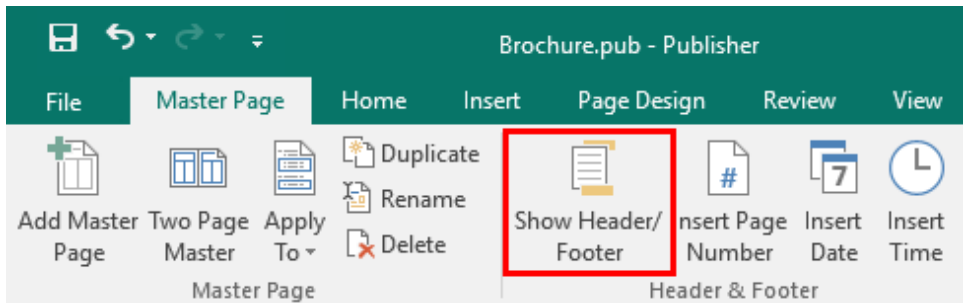 Brochure.pub - Publisher
File Master Page Home Insert Page Design Review View
Add Master Page
Two Page Master
Apply To
Duplicate
Rename
Delete
Show Header/
Footer
#
nsert Page
Number
7
Insert
Date
Insert
Time
Master Page
Header & Footer